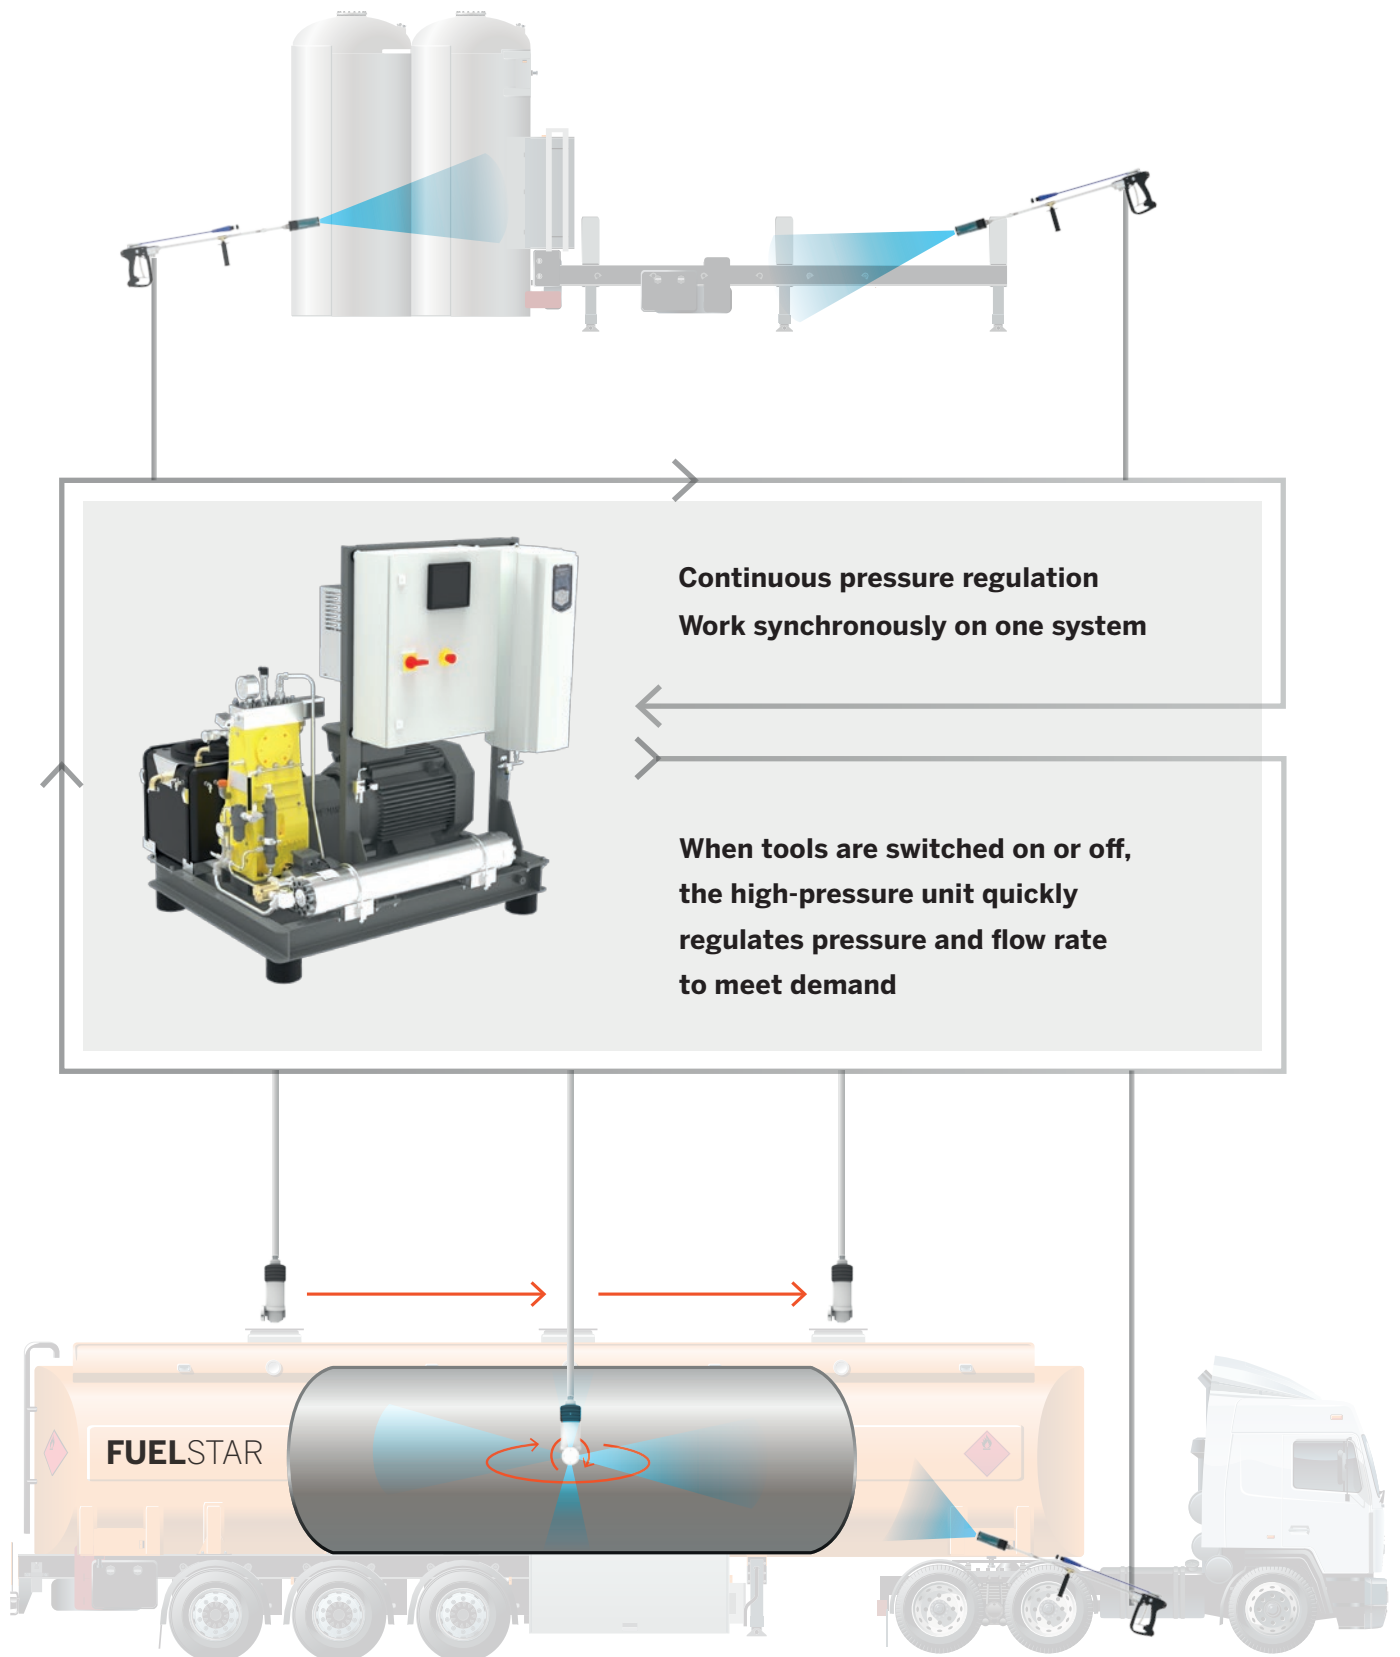 Continuous pressure regulation
Work synchronously on one system
When tools are switched on or off,
the high-pressure unit quickly
regulates pressure and flow rate
to meet demand
FUELSTAR